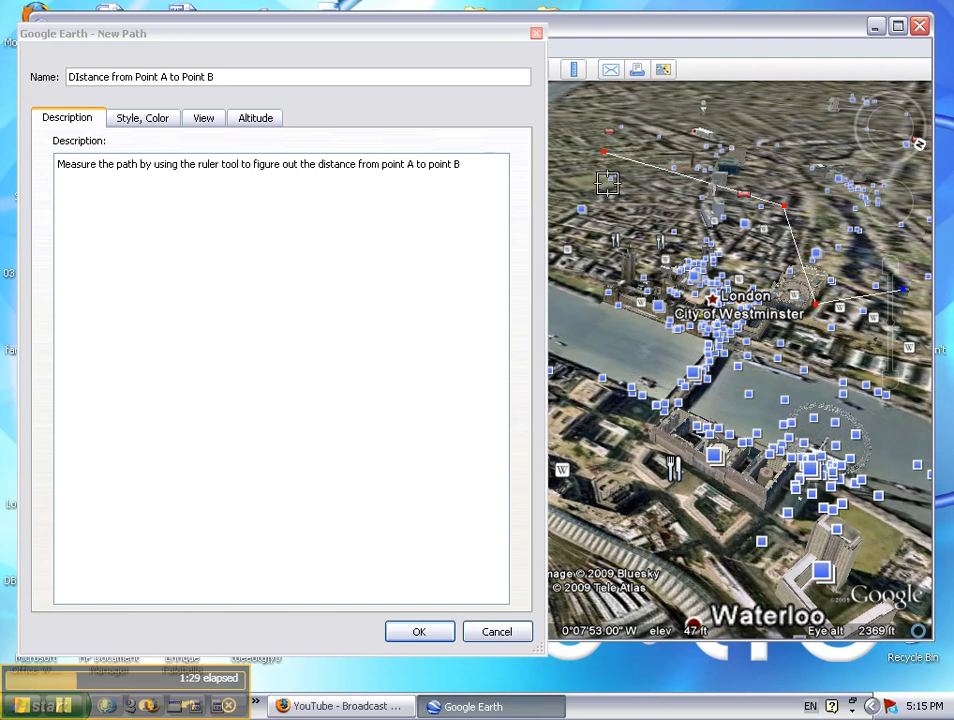 Google Earth - New Path
Name: DIstance from Point A to Point B
Description Style, Color View Altitude
Description:
Measure the path by using the ruler tool to figure out the distance from point A to point B
OK Cancel
London
City of Westminster
Waterloo
© 2009 Bluesky
© 2009 Tele Atlas
©2009 Google
0°07'53.00" W elev 47 ft Eye alt 2369 ft
Recycle Bin
1:29 elapsed
start
YouTube - Broadcast ...
Google Earth
EN
5:15 PM